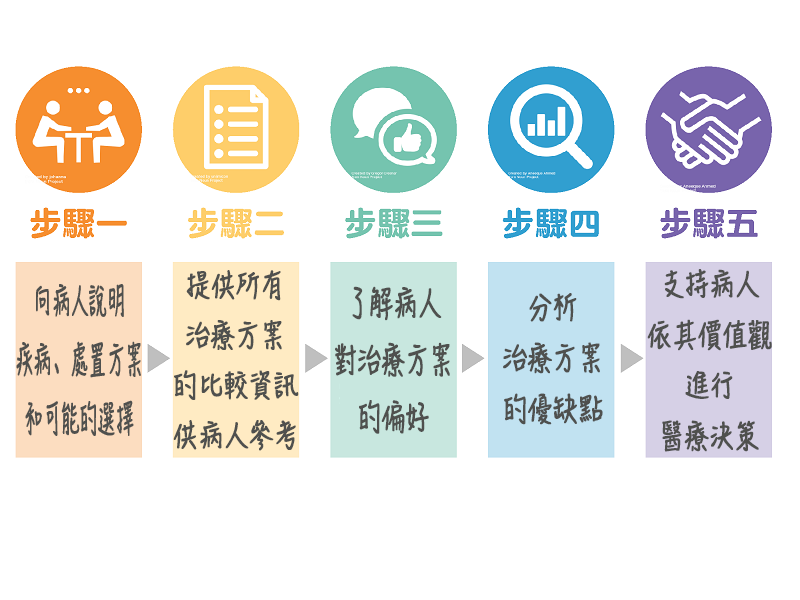 步驟一
步驟二
步驟三
步驟四
步驟五
向病人說明
疾病、處置方案
和可能的選擇
提供所有
治療方案
的比較資訊
供病人參考
了解病人
對治療方案
的偏好
分析
治療方案
的優缺點
支持病人
依其價值觀
進行
醫療決策